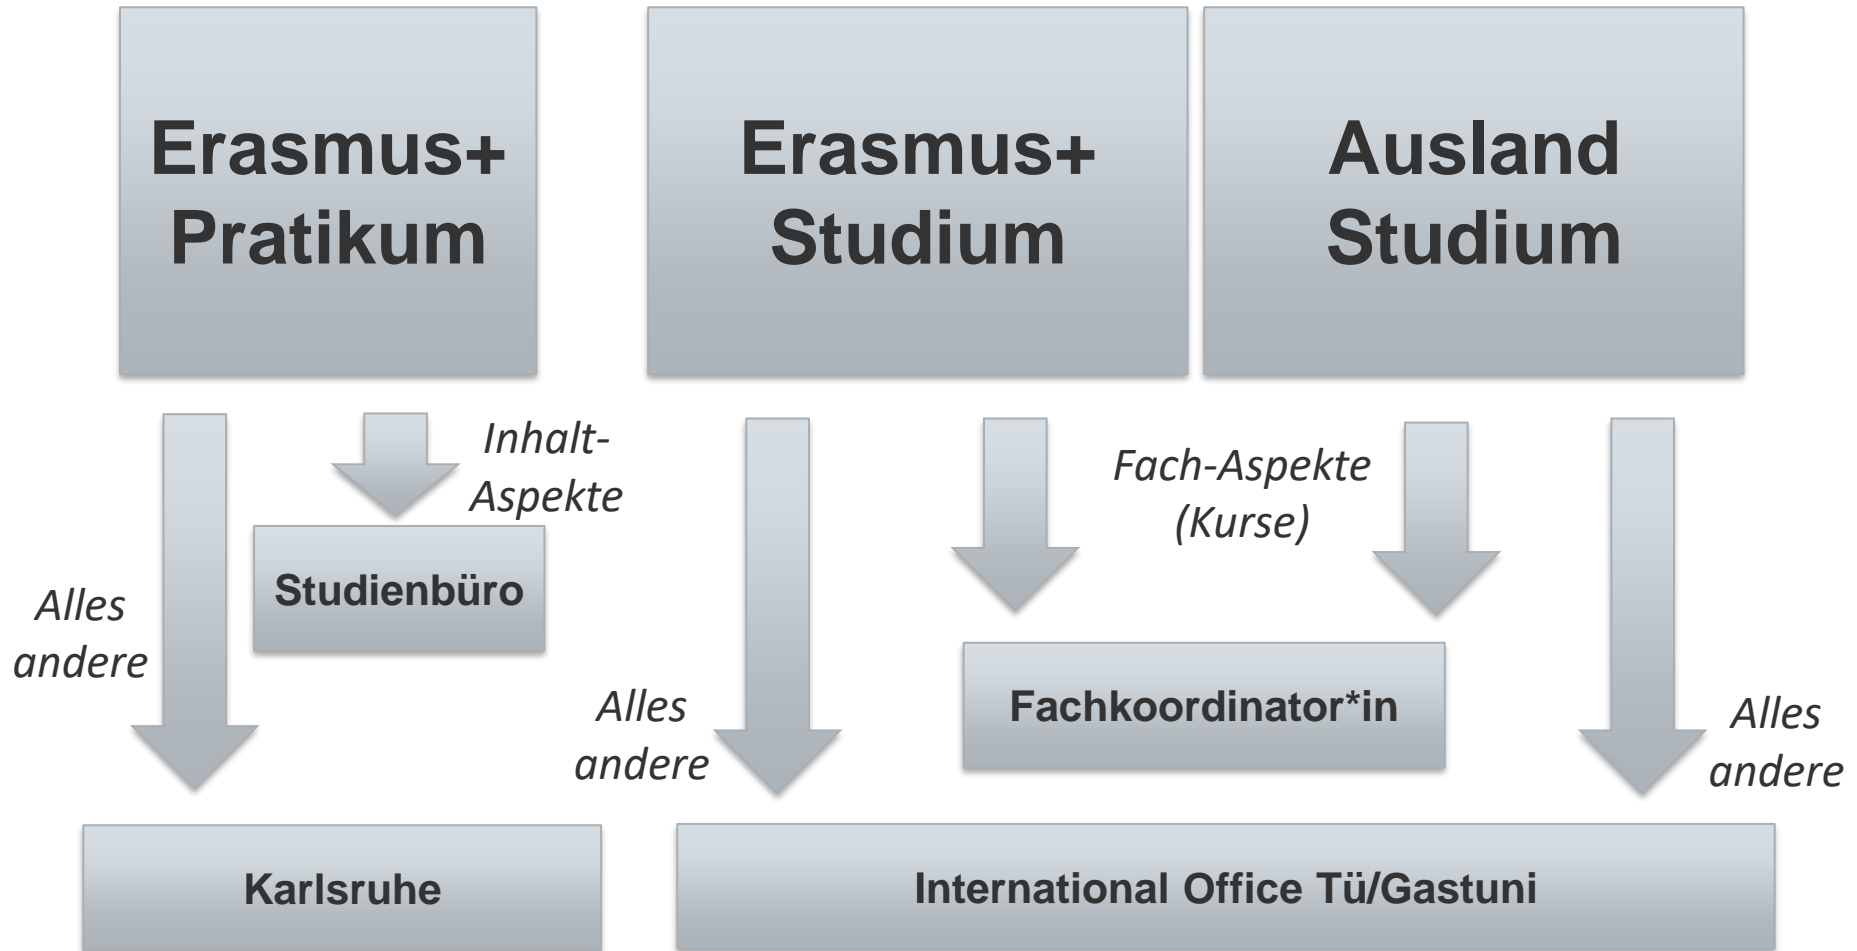 Erasmus+
Pratikum
Erasmus+
Studium
Ausland
Studium
Inhalt-
Aspekte
Fach-Aspekte
(Kurse)
Studienbüro
Alles
andere
Fachkoordinator*in
Alles
andere
Alles
andere
Karlsruhe
International Office Tü/Gastuni